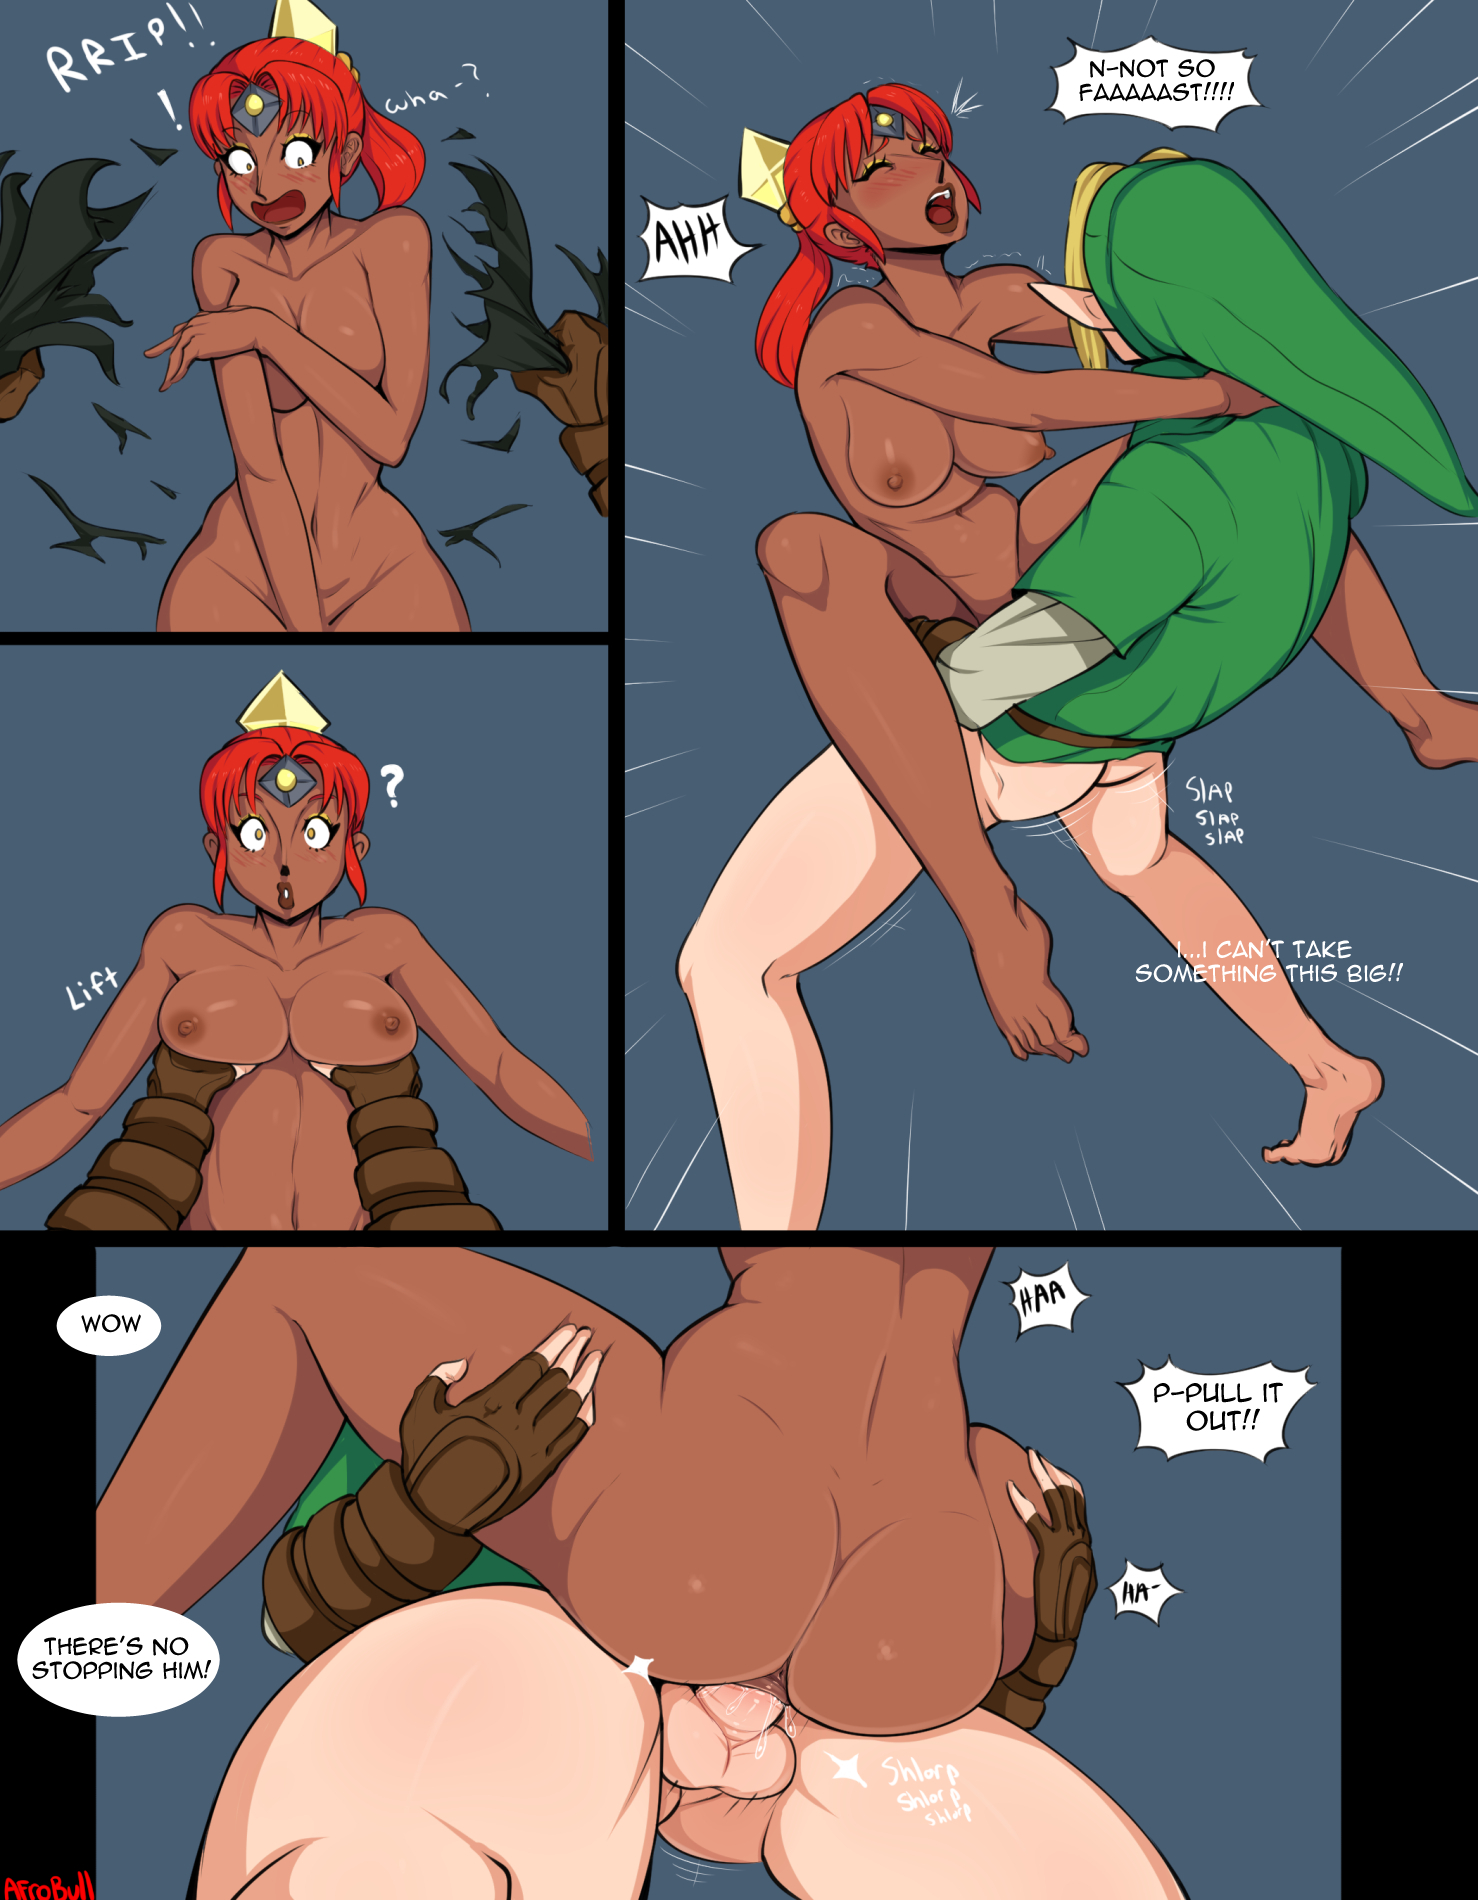 RRIP!!
!
wha-?
N-NOT SO
FAAAAAST!!!!
AHH
SlAP
SlAP
SlAP
I...I CAN'T TAKE
SOMETHING THIS BIG!!
?
Lift
WOW
HAA
P-PULL IT
OUT!!
HA-
THERE'S NO
STOPPING HIM!
Shlorp
Shlorp
Shlorp
AFROBull